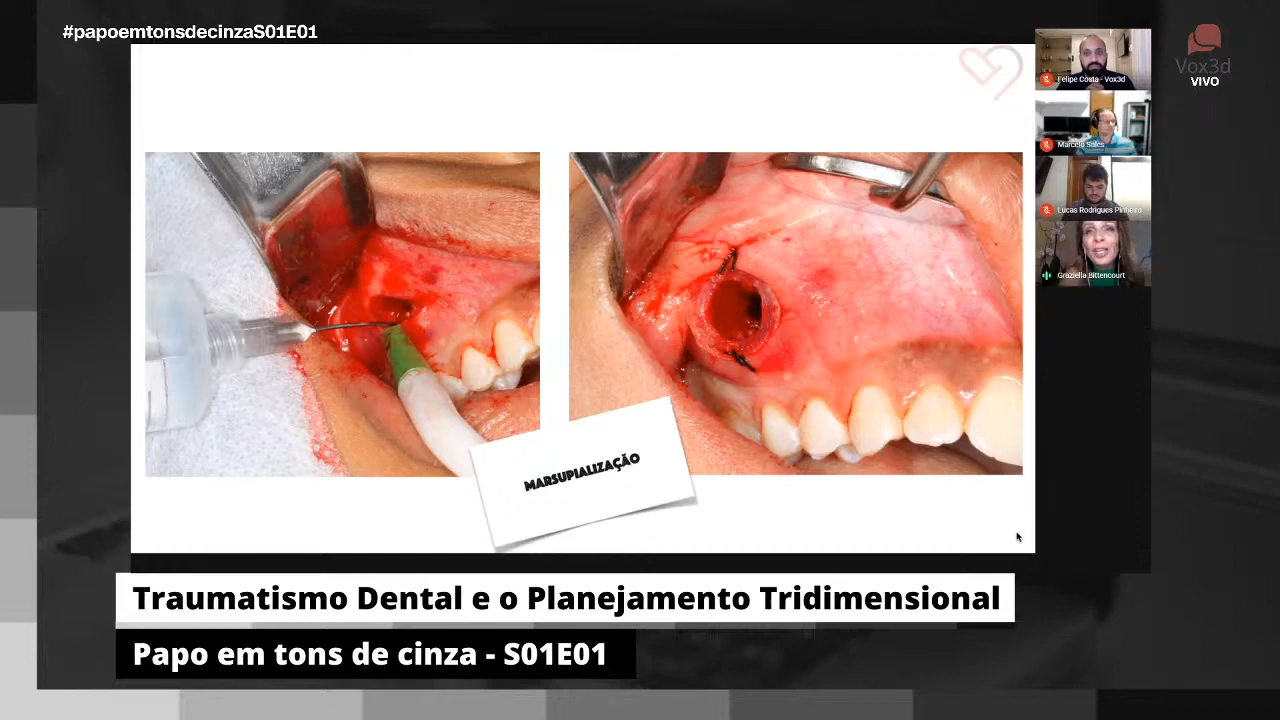 #papoemtonsdecinzaS01E01
Vox3d
VIVO
Felipe Costa - Vox3d
Marcelo Sales
Lucas Rodrigues Pinheiro
Graziella Bittencourt
MARSUPIALIZAÇÃO
Traumatismo Dental e o Planejamento Tridimensional
Papo em tons de cinza - S01E01